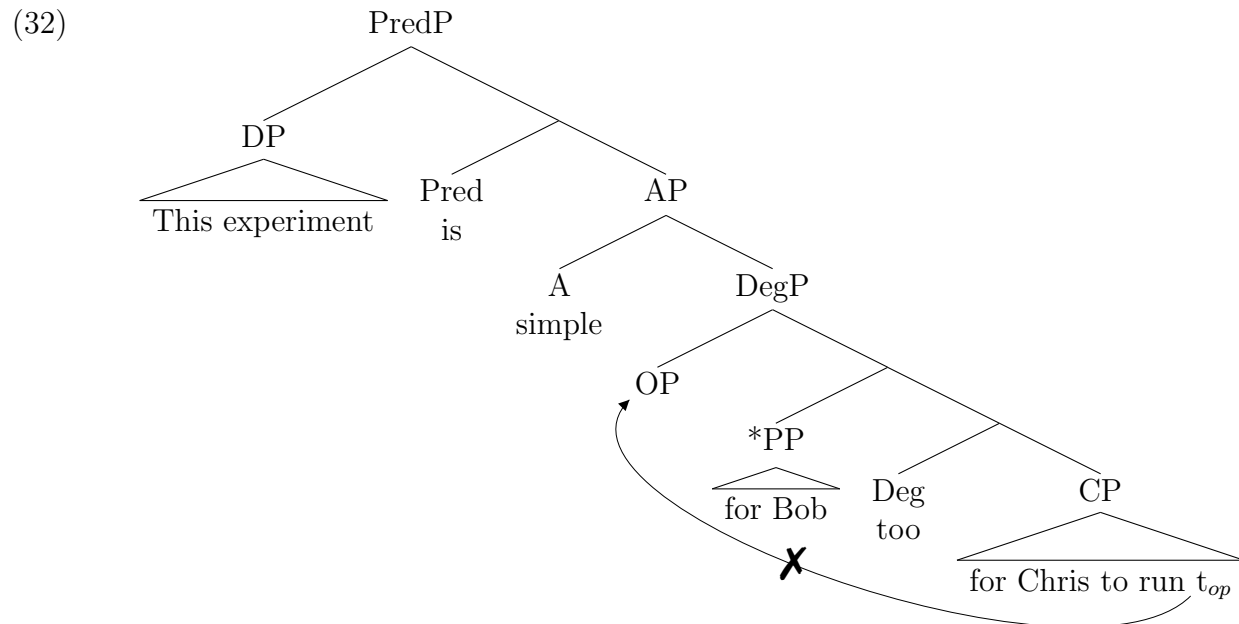 (32)
PredP
DP
This experiment
Pred
is
AP
A
simple
DegP
OP
*PP
for Bob
Deg
too
CP
for Chris to run t_op
✗